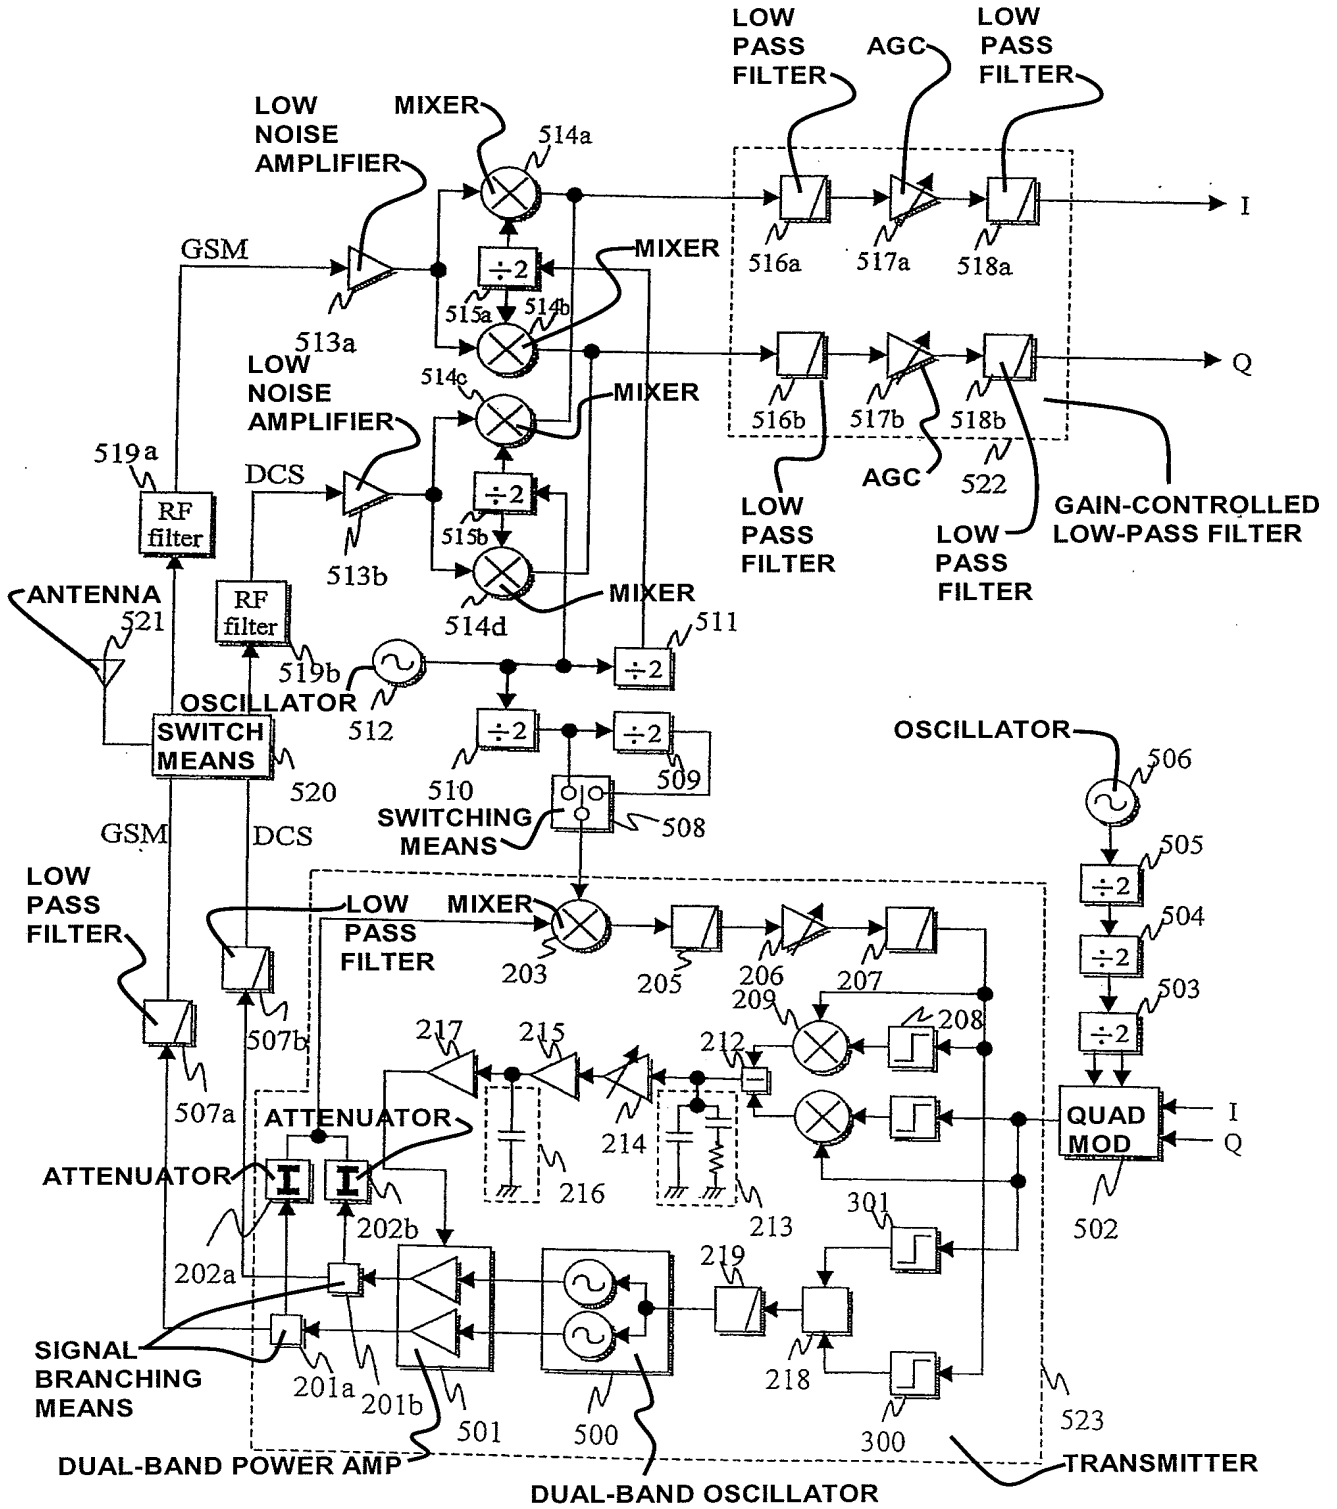 LOW
PASS
FILTER
AGC
LOW
PASS
FILTER
LOW
NOISE
AMPLIFIER
MIXER
514a
GSM
MIXER
÷2
515a
514b
513a
516a
517a
518a
I
LOW
NOISE
AMPLIFIER
514c
MIXER
516b
517b
518b
Q
522
AGC
519a
DCS
RF
filter
÷2
515b
513b
LOW
PASS
FILTER
LOW
PASS
FILTER
GAIN-CONTROLLED
LOW-PASS FILTER
ANTENNA
521
RF
filter
519b
514d
MIXER
511
÷2
OSCILLATOR
512
SWITCH
MEANS
520
÷2
510
÷2
509
OSCILLATOR
506
SWITCHING
MEANS
508
GSM
DCS
505
÷2
LOW
PASS
FILTER
LOW
PASS
FILTER
MIXER
203
205
206
207
504
÷2
503
÷2
507b
507a
217
215
209
208
212
214
QUAD
MOD
I
Q
502
ATTENUATOR
ATTENUATOR
202a
202b
216
213
301
219
218
SIGNAL
BRANCHING
MEANS
201a
201b
501
500
300
523
DUAL-BAND POWER AMP
DUAL-BAND OSCILLATOR
TRANSMITTER